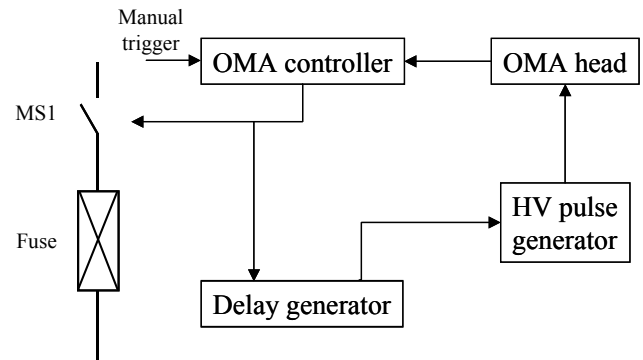 Manual
trigger
OMA controller
OMA head
MS1
Fuse
HV pulse
generator
Delay generator